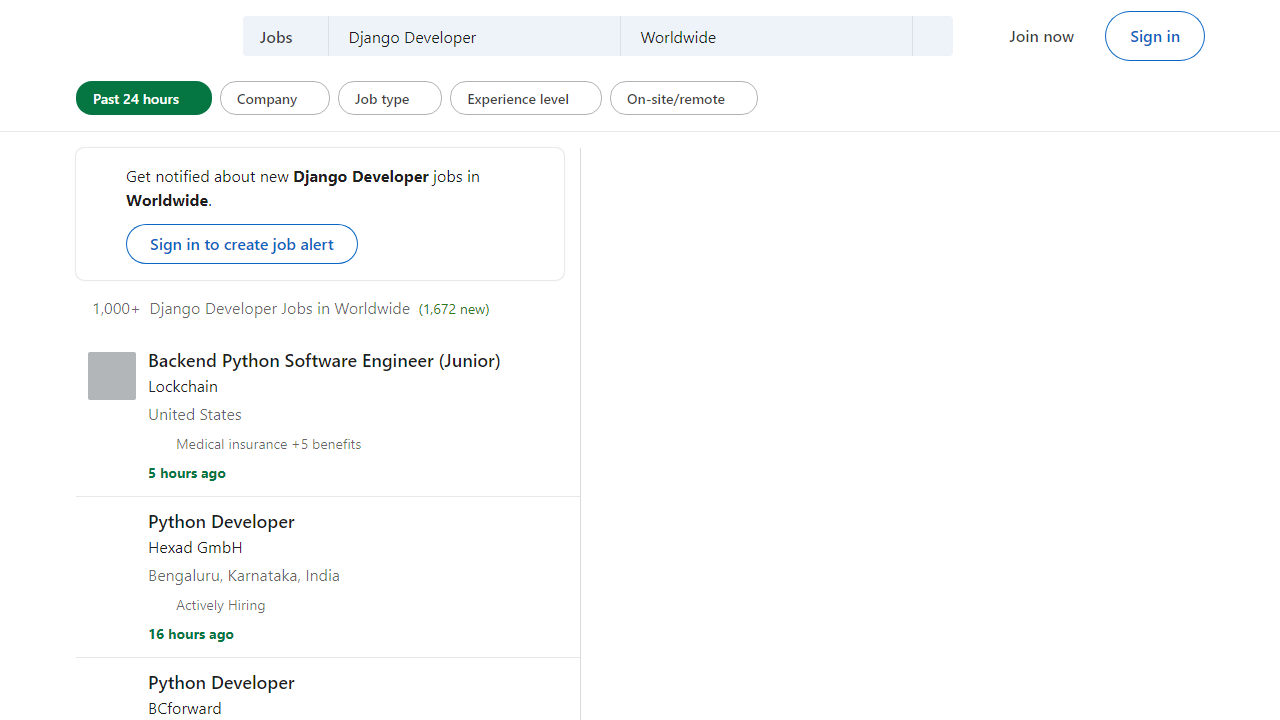 Jobs
Django Developer
Worldwide
Join now
Sign in
Past 24 hours
Company
Job type
Experience level
On-site/remote
Get notified about new Django Developer jobs in
Worldwide.
Sign in to create job alert
1,000+ Django Developer Jobs in Worldwide (1,672 new)
Backend Python Software Engineer (Junior)
Lockchain
United States
Medical insurance +5 benefits
5 hours ago
Python Developer
Hexad GmbH
Bengaluru, Karnataka, India
Actively Hiring
16 hours ago
Python Developer
BCforward